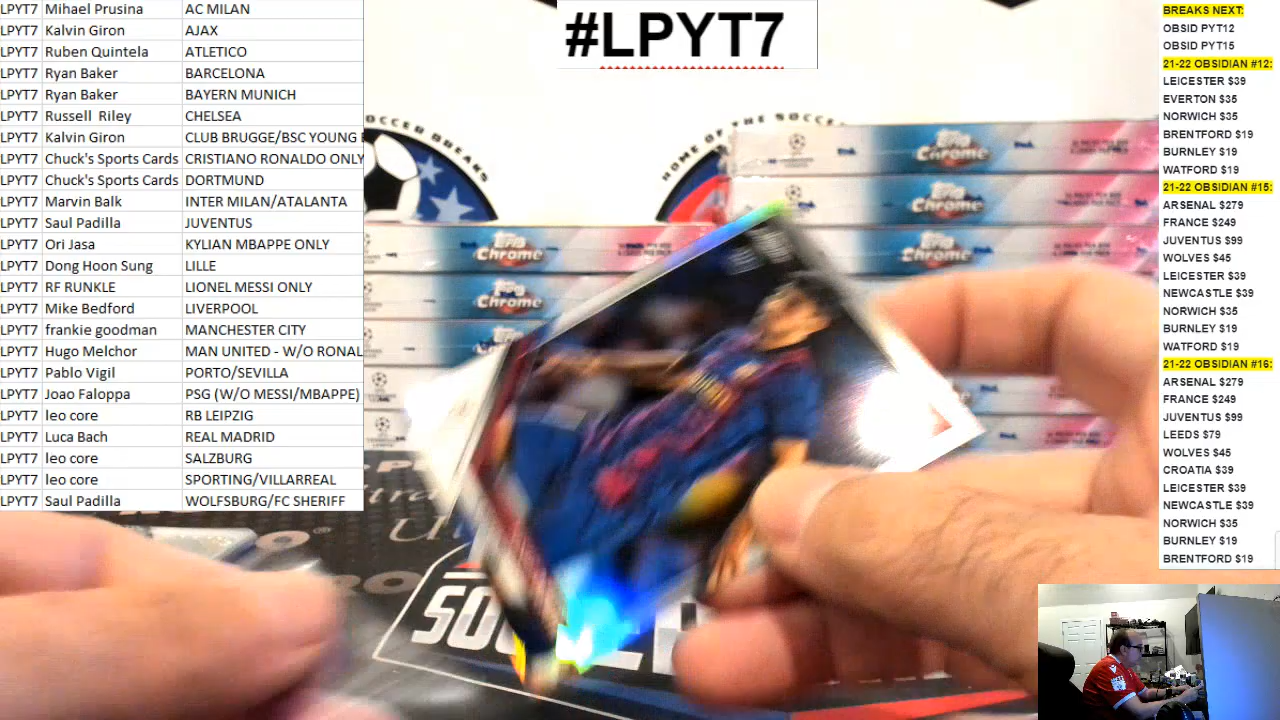 LPYT7 Mihael Prusina AC MILAN
LPYT7 Kalvin Giron AJAX
LPYT7 Ruben Quintela ATLETICO
LPYT7 Ryan Baker BARCELONA
LPYT7 Ryan Baker BAYERN MUNICH
LPYT7 Russell Riley CHELSEA
LPYT7 Kalvin Giron CLUB BRUGGE/BSC YOUNG
LPYT7 Chuck's Sports Cards CRISTIANO RONALDO ONLY
LPYT7 Chuck's Sports Cards DORTMUND
LPYT7 Marvin Balk INTER MILAN/ATALANTA
LPYT7 Saul Padilla JUVENTUS
LPYT7 Ori Jasa KYLIAN MBAPPE ONLY
LPYT7 Dong Hoon Sung LILLE
LPYT7 RF RUNKLE LIONEL MESSI ONLY
LPYT7 Mike Bedford LIVERPOOL
LPYT7 frankie goodman MANCHESTER CITY
LPYT7 Hugo Melchor MAN UNITED - W/O RONAL
LPYT7 Pablo Vigil PORTO/SEVILLA
LPYT7 Joao Faloppa PSG (W/O MESSI/MBAPPE)
LPYT7 leo core RB LEIPZIG
LPYT7 Luca Bach REAL MADRID
LPYT7 leo core SALZBURG
LPYT7 leo core SPORTING/VILLARREAL
LPYT7 Saul Padilla WOLFSBURG/FC SHERIFF
#LPYT7
SOCCER BREAKS
HOME OF THE SOCCER
Topps Chrome
Topps Chrome
Topps Chrome
Topps Chrome
Topps Chrome
BREAKS NEXT:
OBSID PYT12
OBSID PYT15
21-22 OBSIDIAN #12:
LEICESTER $39
EVERTON $35
NORWICH $35
BRENTFORD $19
BURNLEY $19
WATFORD $19
21-22 OBSIDIAN #15:
ARSENAL $279
FRANCE $249
JUVENTUS $99
WOLVES $45
LEICESTER $39
NEWCASTLE $39
NORWICH $35
BURNLEY $19
WATFORD $19
21-22 OBSIDIAN #16:
ARSENAL $279
FRANCE $249
JUVENTUS $99
LEEDS $79
WOLVES $45
CROATIA $39
LEICESTER $39
NEWCASTLE $39
NORWICH $35
BURNLEY $19
BRENTFORD $19